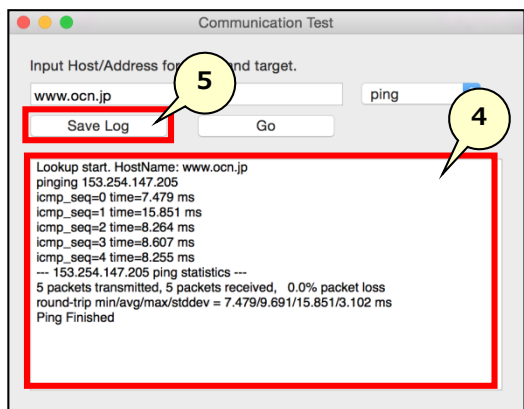 Communication Test
Input Host/Address for and target.
5
www.ocn.jp
ping
4
Save Log
Go
Lookup start. HostName: www.ocn.jp
pinging 153.254.147.205
icmp_seq=0 time=7.479 ms
icmp_seq=1 time=15.851 ms
icmp_seq=2 time=8.264 ms
icmp_seq=3 time=8.607 ms
icmp_seq=4 time=8.255 ms
--- 153.254.147.205 ping statistics ---
5 packets transmitted, 5 packets received, 0.0% packet loss
round-trip min/avg/max/stddev = 7.479/9.691/15.851/3.102 ms
Ping Finished